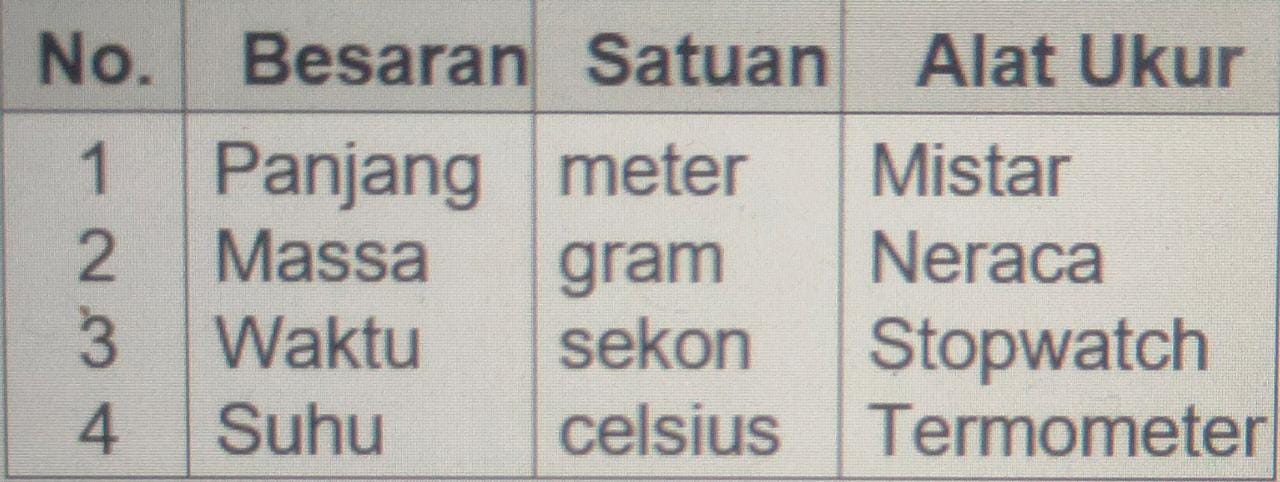 No. Besaran Satuan Alat Ukur
1 Panjang meter Mistar
2 Massa gram Neraca
3 Waktu sekon Stopwatch
4 Suhu celsius Termometer